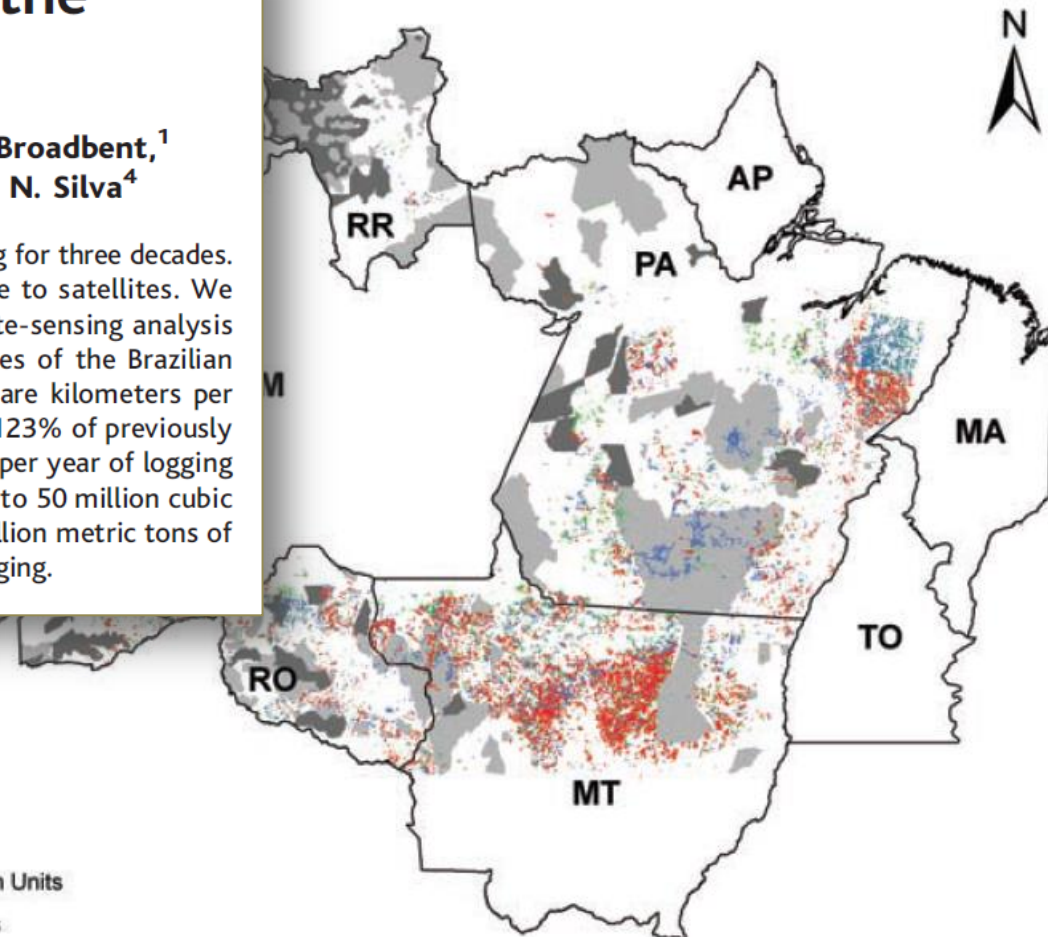 the
Broadbent,¹
N. Silva⁴
g for three decades.
e to satellites. We
te-sensing analysis
es of the Brazilian
are kilometers per
123% of previously
per year of logging
to 50 million cubic
llion metric tons of
ging.
N
AP
RR
PA
M
MA
TO
RO
MT
n Units